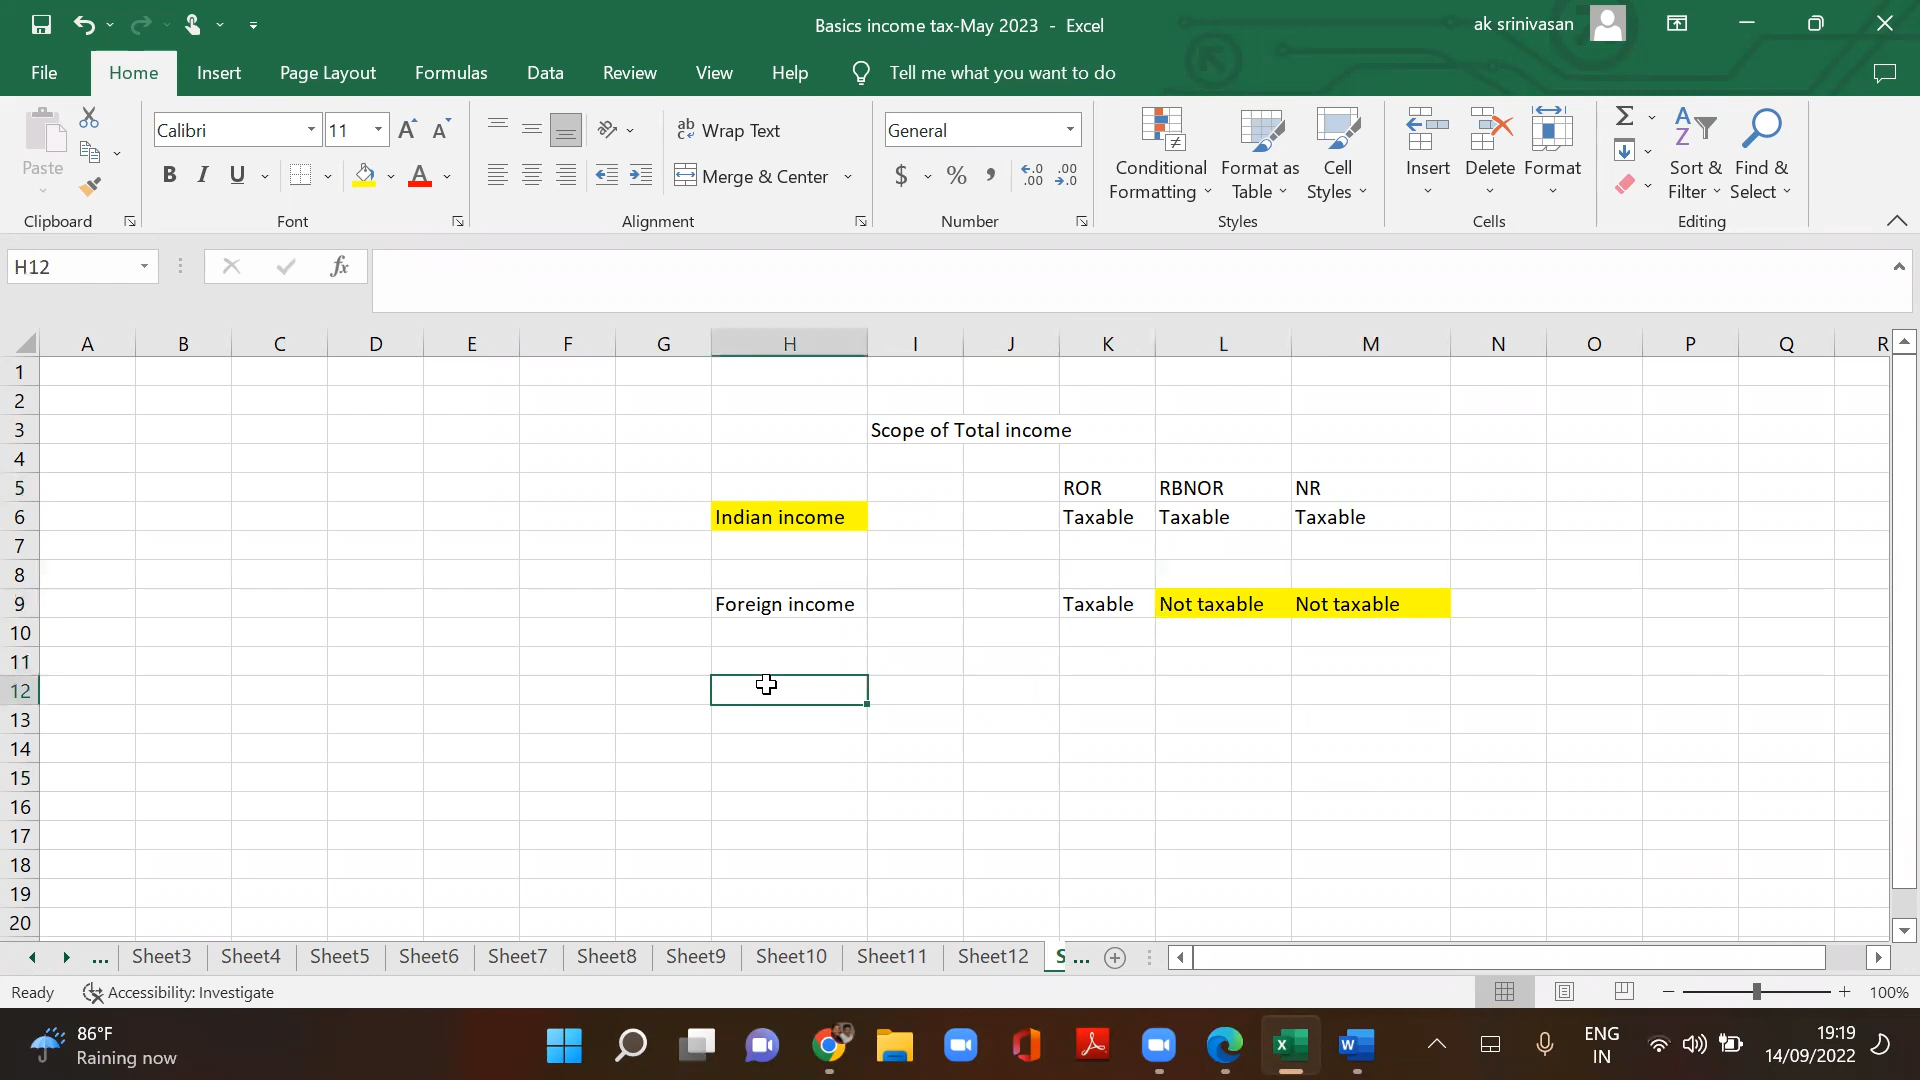 Basics income tax-May 2023 - Excel
ak srinivasan
File Home Insert Page Layout Formulas Data Review View Help Tell me what you want to do
Paste
Clipboard
Calibri 11
B I U
Font
ab Wrap Text
Merge & Center
Alignment
General
$ % ,
Number
Conditional Formatting
Format as Table
Cell Styles
Styles
Insert
Delete
Format
Cells
Sort & Filter
Find & Select
Editing
H12
fx
A B C D E F G H I J K L M N O P Q R
1
2
3 Scope of Total income
4
5 ROR RBNOR NR
6 Indian income Taxable Taxable Taxable
7
8
9 Foreign income Taxable Not taxable Not taxable
10
11
12
13
14
15
16
17
18
19
20
... Sheet3 Sheet4 Sheet5 Sheet6 Sheet7 Sheet8 Sheet9 Sheet10 Sheet11 Sheet12 S ...
Ready Accessibility: Investigate 100%
86°F
Raining now
ENG
IN
19:19
14/09/2022